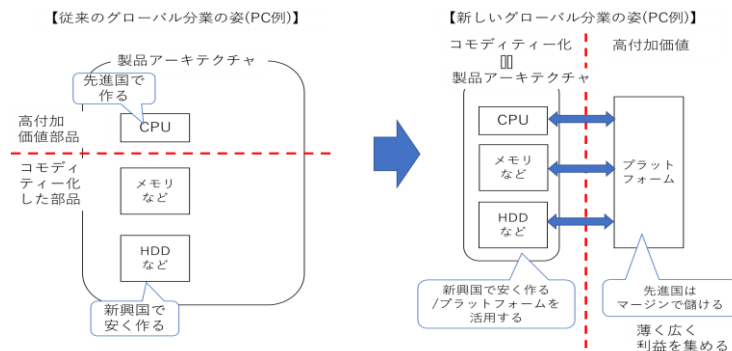 【従来のグローバル分業の姿(PC例)】
製品アーキテクチャ
先進国で
作る
CPU
高付加
価値部品
コモディ
ティー化
した部品
メモリ
など
HDD
など
新興国で
安く作る
【新しいグローバル分業の姿(PC例)】
コモディティー化
高付加価値
製品アーキテクチャ
CPU
メモリ
など
HDD
など
プラット
フォーム
新興国で安く作る
/プラットフォームを
活用する
先進国は
マージンで儲ける
薄く広く
利益を集める